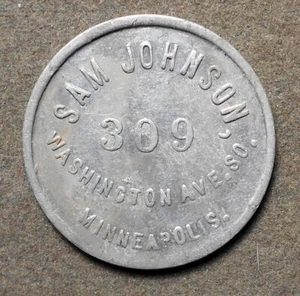 SAM JOHNSON,
309
WASHINGTON AVE. SO.
MINNEAPOLIS.